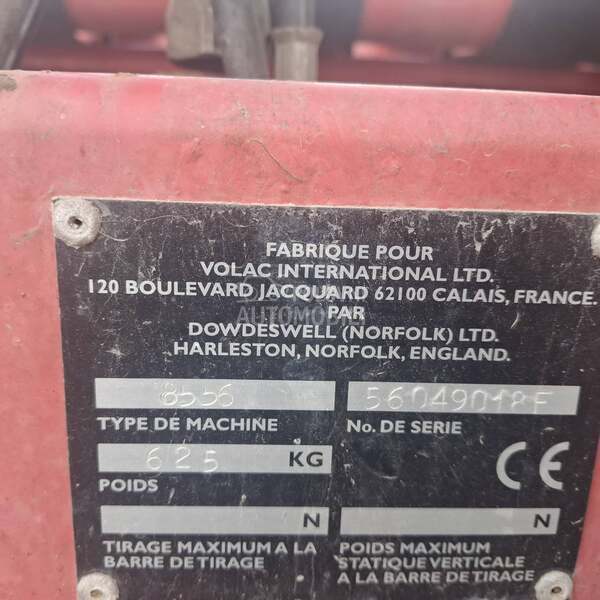 FABRIQUE POUR
VOLAC INTERNATIONAL LTD.
120 BOULEVARD JACQUARD 62100 CALAIS, FRANCE.
PAR
DOWDESWELL (NORFOLK) LTD.
HARLESTON, NORFOLK, ENGLAND.
8556
TYPE DE MACHINE
No. DE SERIE
625 KG
POIDS
CE
N
TIRAGE MAXIMUM A LA
BARRE DE TIRAGE
N
POIDS MAXIMUM
STATIQUE VERTICALE
A LA BARRE DE TIRAGE